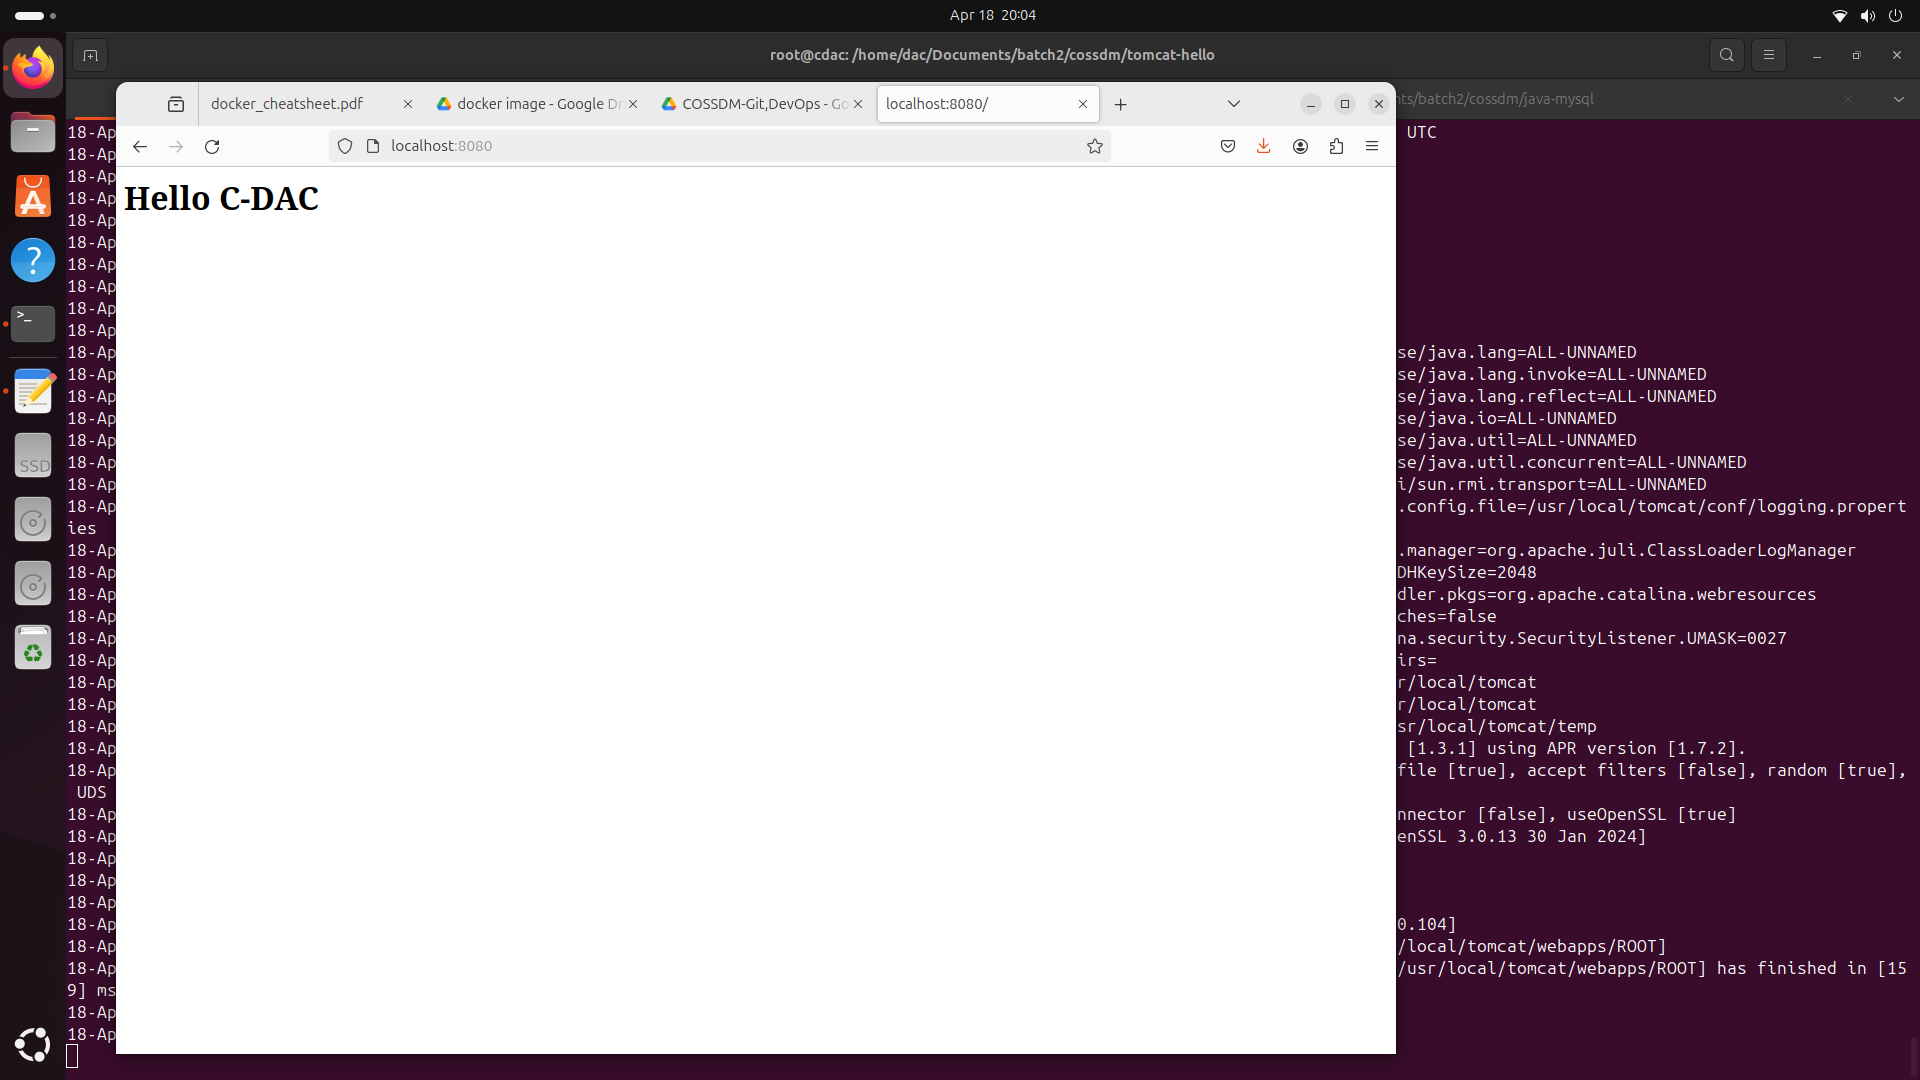 Apr 18 20:04
root@cdac: /home/dac/Documents/batch2/cossdm/tomcat-hello
nts/batch2/cossdm/java-mysql
docker_cheatsheet.pdf
docker image - Google Dr
COSSDM-Git,DevOps - Go
localhost:8080/
localhost:8080
Hello C-DAC
18-Ap UTC
18-Ap
18-Ap
18-Ap
18-Ap
18-Ap
18-Ap
18-Ap
18-Ap
18-Ap
18-Ap se/java.lang=ALL-UNNAMED
18-Ap se/java.lang.invoke=ALL-UNNAMED
18-Ap se/java.lang.reflect=ALL-UNNAMED
18-Ap se/java.io=ALL-UNNAMED
18-Ap se/java.util=ALL-UNNAMED
18-Ap se/java.util.concurrent=ALL-UNNAMED
18-Ap i/sun.rmi.transport=ALL-UNNAMED
18-Ap .config.file=/usr/local/tomcat/conf/logging.propert
ies
18-Ap .manager=org.apache.juli.ClassLoaderLogManager
18-Ap DHKeySize=2048
18-Ap dler.pkgs=org.apache.catalina.webresources
18-Ap ches=false
18-Ap na.security.SecurityListener.UMASK=0027
18-Ap irs=
18-Ap r/local/tomcat
18-Ap r/local/tomcat
18-Ap sr/local/tomcat/temp
18-Ap [1.3.1] using APR version [1.7.2].
18-Ap file [true], accept filters [false], random [true],
UDS
18-Ap nnector [false], useOpenSSL [true]
18-Ap enSSL 3.0.13 30 Jan 2024]
18-Ap
18-Ap
18-Ap
18-Ap 0.104]
18-Ap /local/tomcat/webapps/ROOT]
18-Ap /usr/local/tomcat/webapps/ROOT] has finished in [15
9] ms
18-Ap
18-Ap
SSD